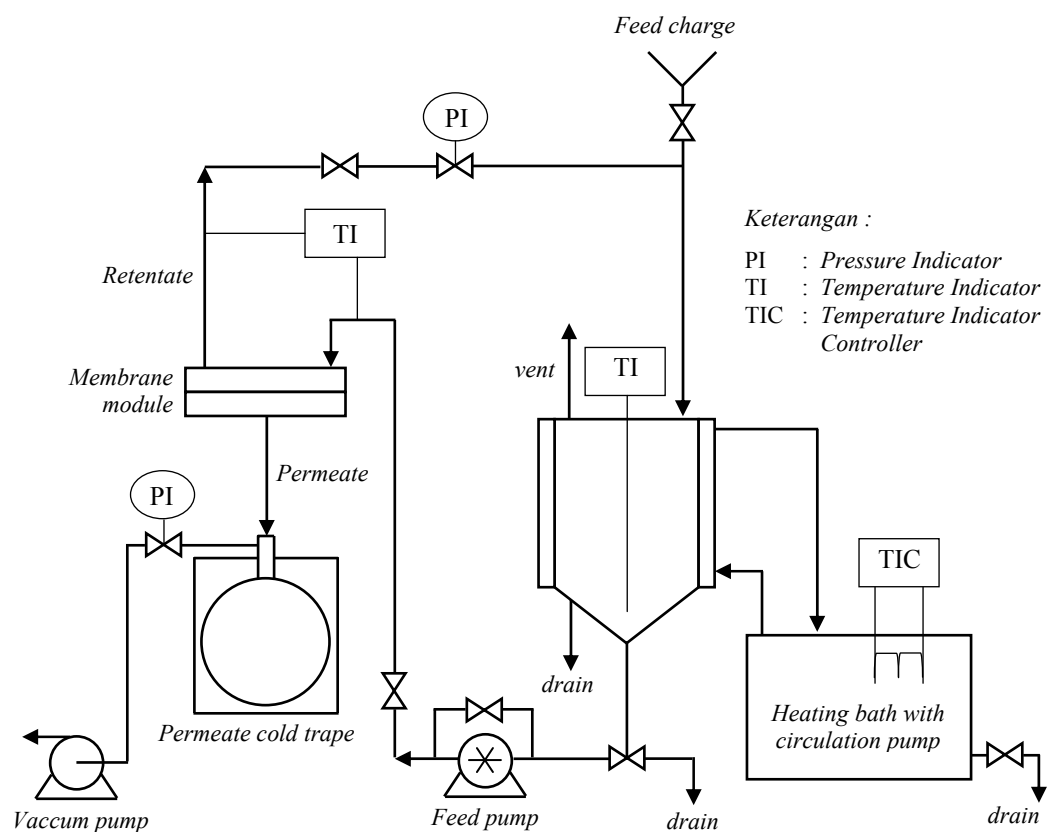 Feed charge
PI
TI
Retentate
Keterangan :
PI : Pressure Indicator
TI : Temperature Indicator
TIC : Temperature Indicator
Controller
vent
TI
Membrane
module
Permeate
PI
TIC
drain
Permeate cold trape
Heating bath with
circulation pump
Vaccum pump
Feed pump
drain
drain